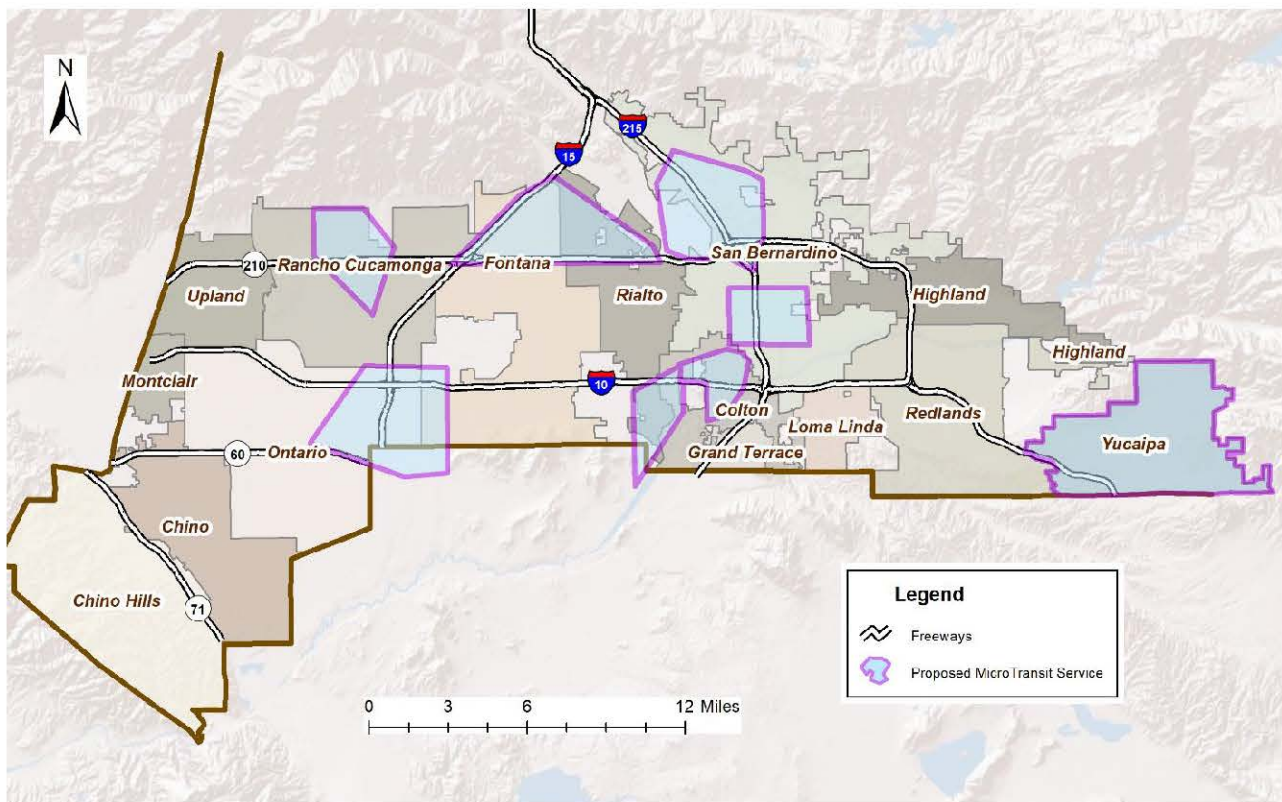 N
215
15
210
Rancho Cucamonga
Fontana
San Bernardino
Upland
Rialto
Highland
Highland
Montclair
10
Colton
Redlands
Loma Linda
Yucaipa
60
Ontario
Grand Terrace
Chino
Chino Hills
71
Legend
Freeways
Proposed MicroTransit Service
0 3 6 12 Miles